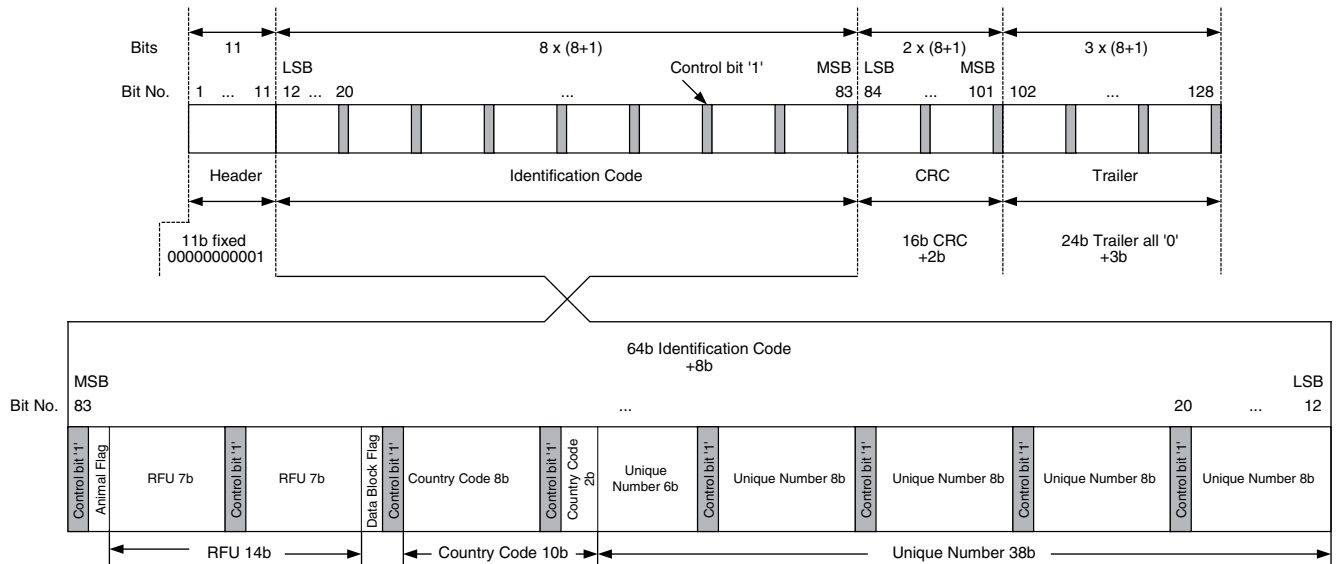 Bits 11 8 x (8+1) 2 x (8+1) 3 x (8+1)
LSB Control bit '1' MSB LSB MSB
Bit No. 1 ... 11 12 ... 20 ... 83 84 ... 101 102 ... 128
Header Identification Code CRC Trailer
11b fixed
00000000001
16b CRC
+2b
24b Trailer all '0'
+3b
64b Identification Code
+8b
MSB LSB
Bit No. 83 ... 20 ... 12
Control bit '1'
Animal Flag
RFU 7b
Control bit '1'
RFU 7b
Data Block Flag
Control bit '1'
Country Code 8b
Control bit '1'
Country Code
2b
Unique
Number 6b
Control bit '1'
Unique Number 8b
Control bit '1'
Unique Number 8b
Control bit '1'
Unique Number 8b
Control bit '1'
Unique Number 8b
RFU 14b Country Code 10b Unique Number 38b